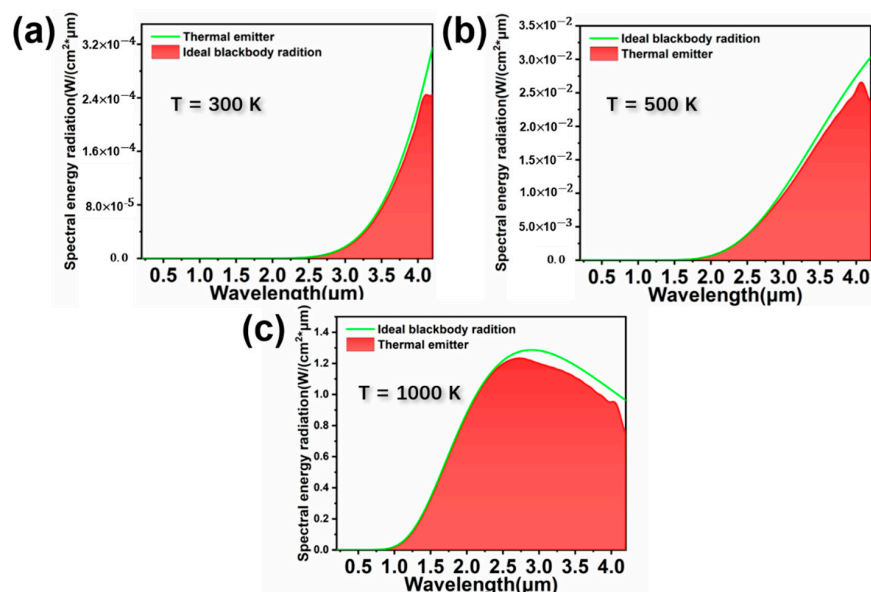 (a)
Spectral energy radiation(W/(cm²*μm)
3.2×10⁻⁴
2.4×10⁻⁴
1.6×10⁻⁴
8.0×10⁻⁵
0.0
Thermal emitter
Ideal blackbody radition
T = 300 K
0.5 1.0 1.5 2.0 2.5 3.0 3.5 4.0
Wavelength(μm)
(b)
Spectral energy radiation(W/(cm²*μm)
3.5×10⁻²
3.0×10⁻²
2.5×10⁻²
2.0×10⁻²
1.5×10⁻²
1.0×10⁻²
5.0×10⁻³
0.0
Ideal blackbody radition
Thermal emitter
T = 500 K
0.5 1.0 1.5 2.0 2.5 3.0 3.5 4.0
Wavelength(μm)
(c)
Spectral energy radiation(W/(cm²*μm)
1.4
1.2
1.0
0.8
0.6
0.4
0.2
0.0
Ideal blackbody radition
Thermal emitter
T = 1000 K
0.5 1.0 1.5 2.0 2.5 3.0 3.5 4.0
Wavelength(μm)